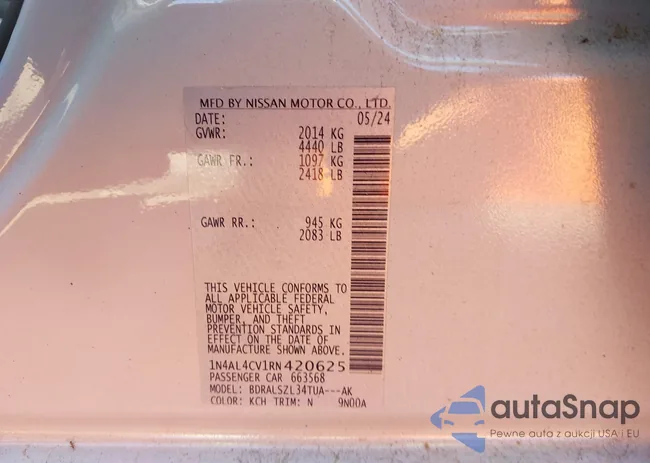 MFD BY NISSAN MOTOR CO., LTD.
DATE: 05/24
GVWR: 2014 KG
4440 LB
GAWR FR.: 1097 KG
2418 LB
GAWR RR.: 945 KG
2083 LB
THIS VEHICLE CONFORMS TO
ALL APPLICABLE FEDERAL
MOTOR VEHICLE SAFETY,
BUMPER, AND THEFT
PREVENTION STANDARDS IN
EFFECT ON THE DATE OF
MANUFACTURE SHOWN ABOVE.
1N4AL4CV1RN420625
PASSENGER CAR 663568
MODEL: BDRALSZL34TUA---AK
COLOR: KCH TRIM: N 9N00A
autaSnap
Pewne auta z aukcji USA i EU